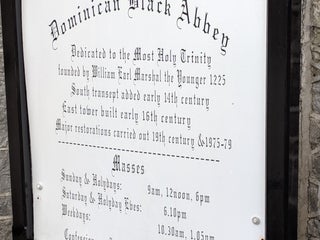 Dominican Black Abbey
Dedicated to the Most Holy Trinity
founded by William Earl Marshal the Younger 1225
South transept added early 14th century
East tower built early 16th century
Major restorations carried out 19th century &1975-79
Masses
Sunday & Holydays: 9am, 12noon, 6pm
Saturday & Holyday Eves: 6.10pm
Weekdays: 10.30am, 1.05pm